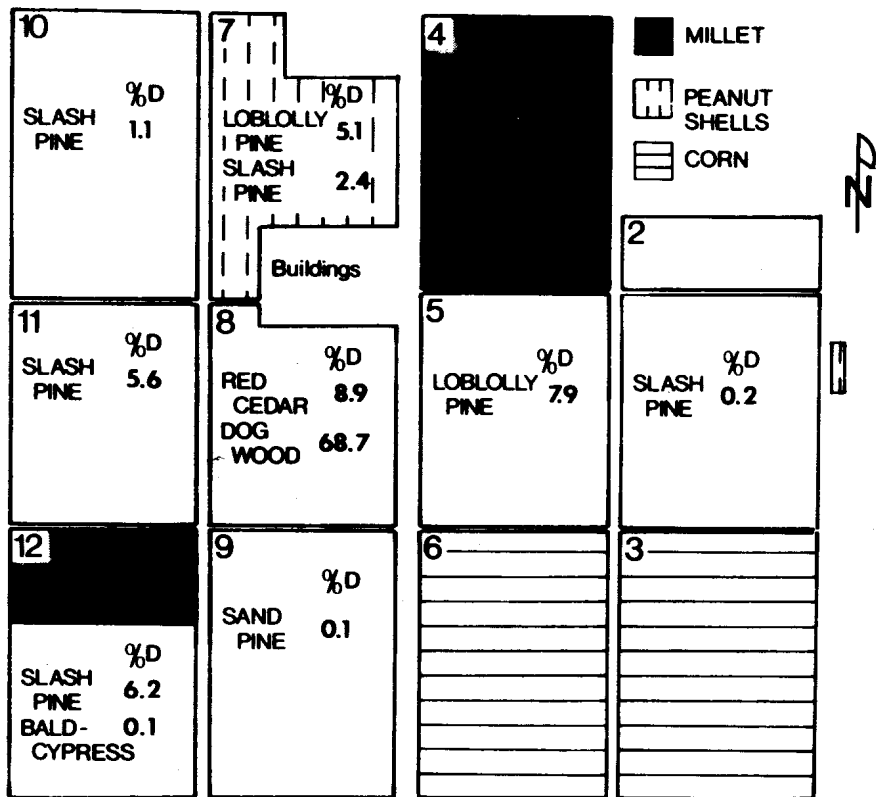 10
%D
SLASH
PINE
1.1
7
%D
LOBLOLLY
PINE
5.1
SLASH
PINE
2.4
Buildings
4
MILLET
PEANUT
SHELLS
CORN
N
2
11
%D
SLASH
PINE
5.6
8
%D
RED
CEDAR
8.9
DOG
WOOD
68.7
5
%D
LOBLOLLY
PINE
7.9
%D
SLASH
PINE
0.2
12
%D
SLASH
PINE
6.2
BALD-
CYPRESS
0.1
9
%D
SAND
PINE
0.1
6
3